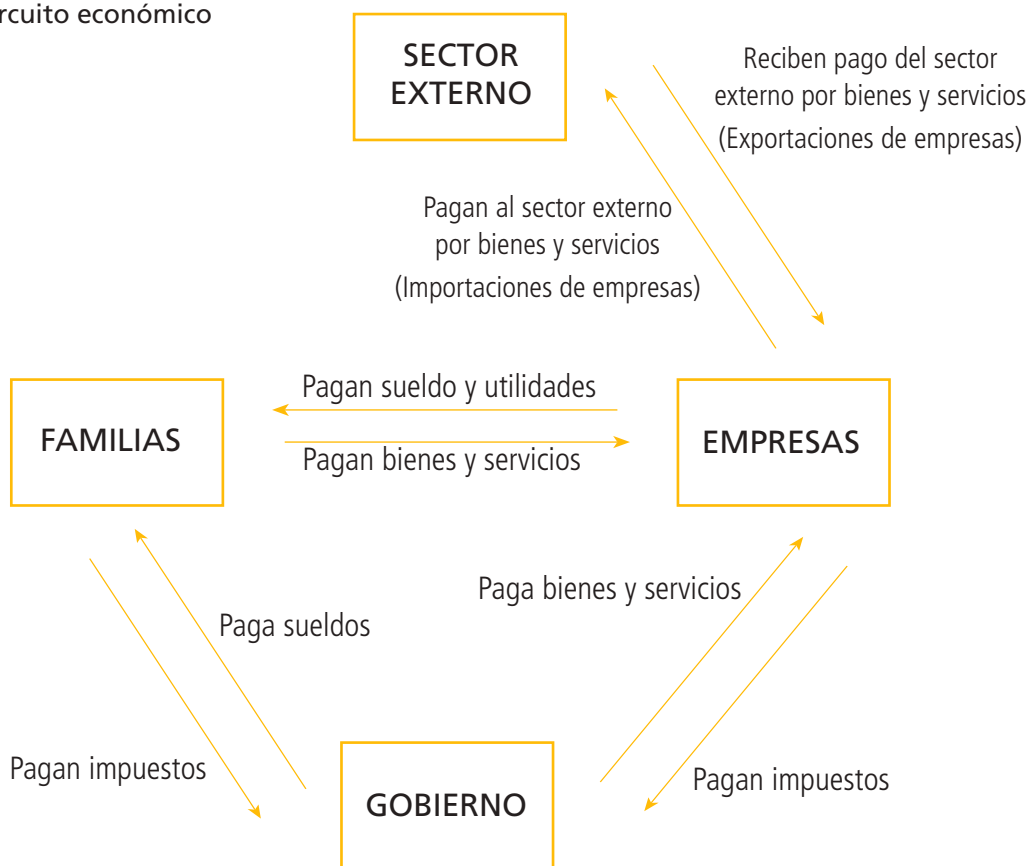 rcuito económico
SECTOR
EXTERNO
Reciben pago del sector
externo por bienes y servicios
(Exportaciones de empresas)
Pagan al sector externo
por bienes y servicios
(Importaciones de empresas)
Pagan sueldo y utilidades
FAMILIAS
EMPRESAS
Pagan bienes y servicios
Paga bienes y servicios
Paga sueldos
Pagan impuestos
Pagan impuestos
GOBIERNO